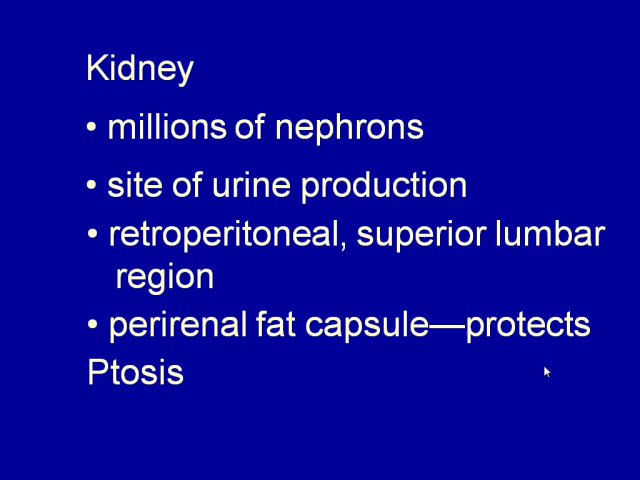 Kidney
• millions of nephrons
• site of urine production
• retroperitoneal, superior lumbar
region
• perirenal fat capsule—protects
Ptosis